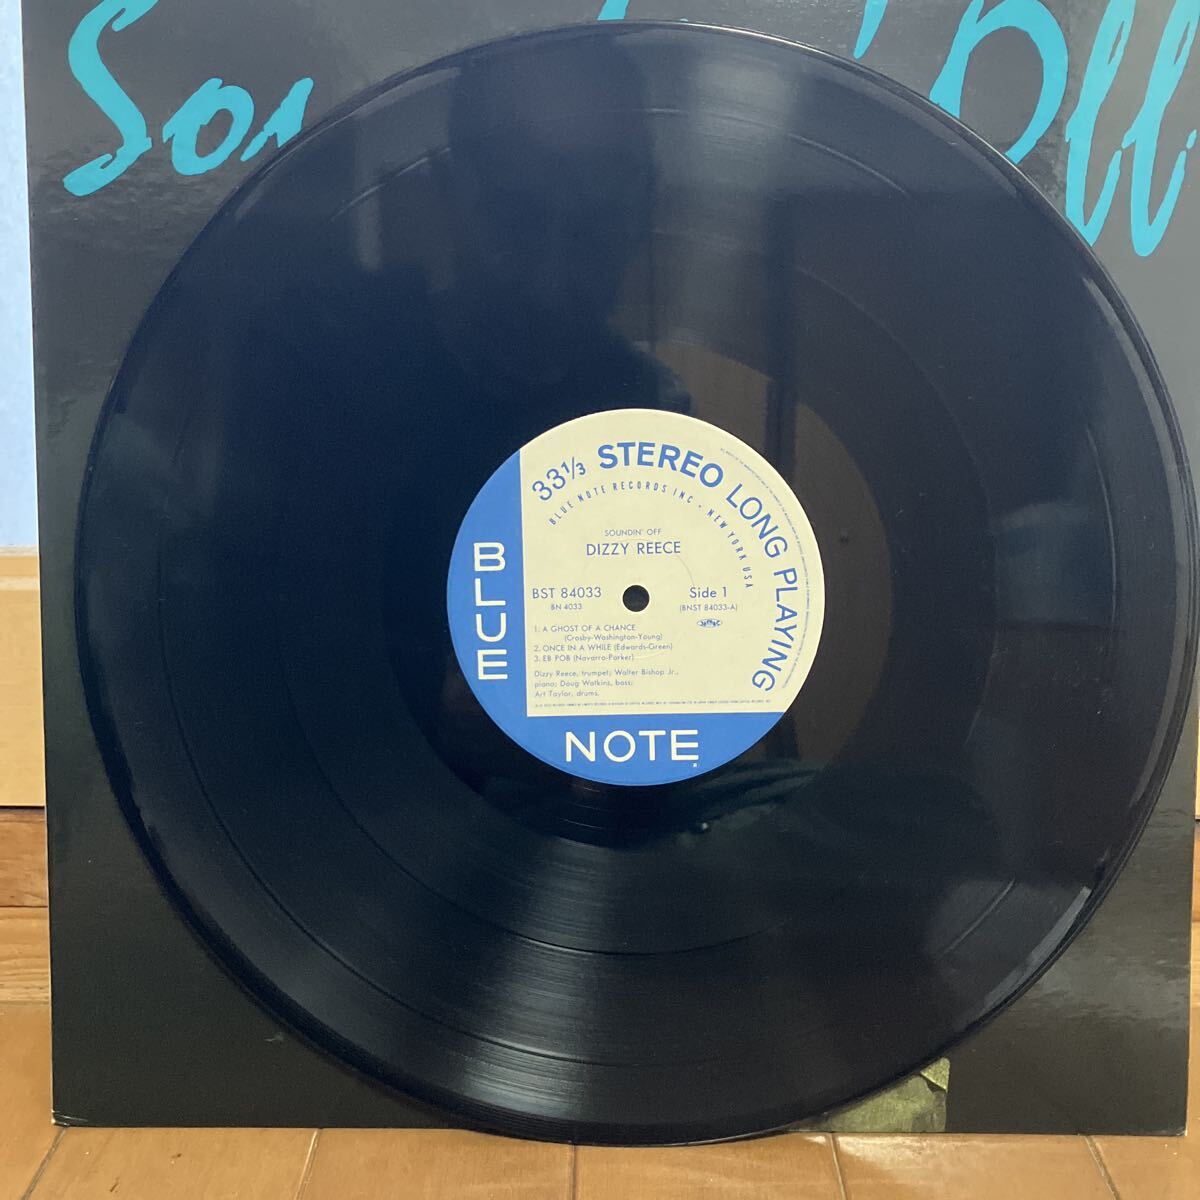 33⅓ STEREO LONG PLAYING
BLUE NOTE RECORDS INC., NEW YORK USA
SOUNDIN' OFF
DIZZY REECE
BST 84033
BN 4033
Side 1
(BNST 84033-A)
1. A GHOST OF A CHANCE
(Crosby-Washington-Young)
2. ONCE IN A WHILE (Edwards-Green)
3. EB POB (Navarro-Parker)
Dizzy Reece, trumpet; Walter Bishop Jr.,
piano; Doug Watkins, bass;
Art Taylor, drums.
BLUE
NOTE